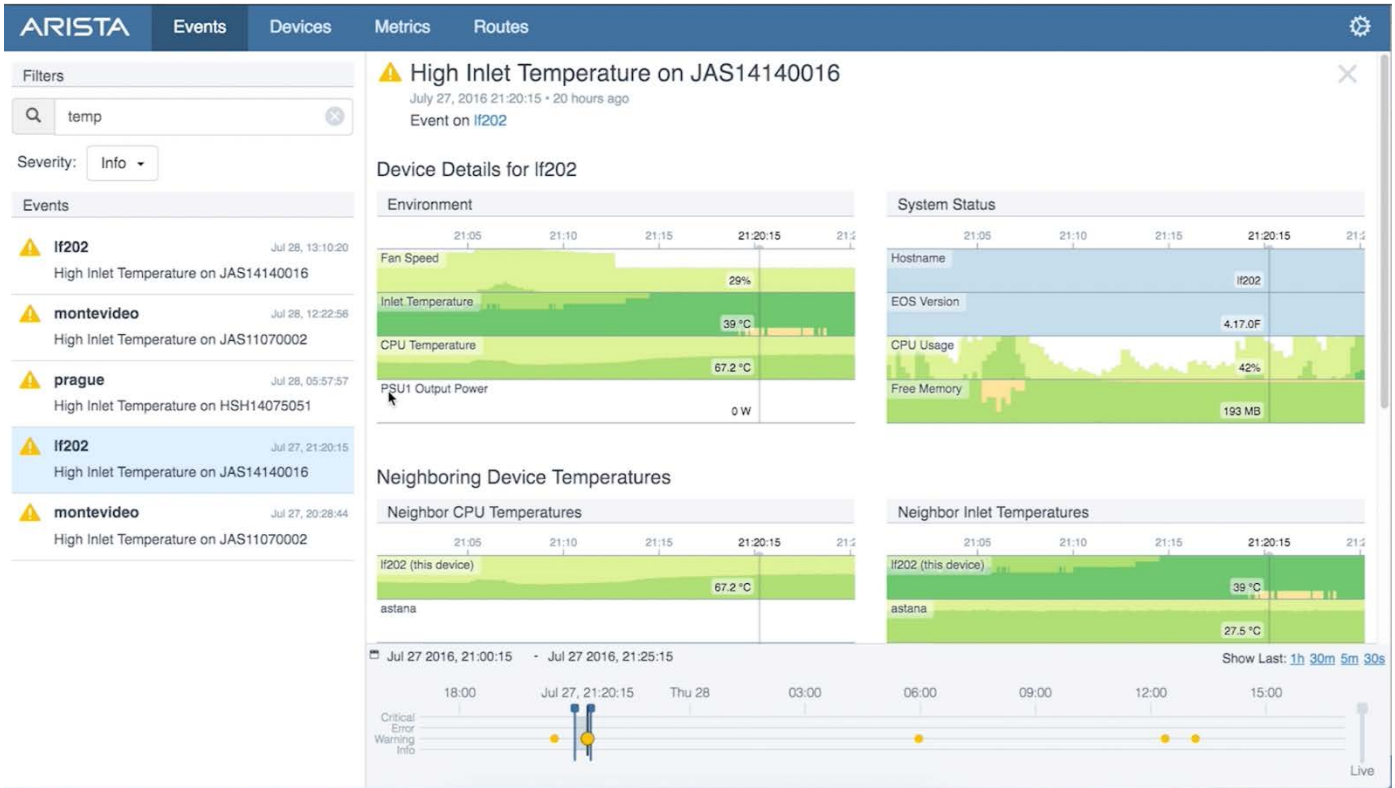 ARISTA Events Devices Metrics Routes
Filters
temp
Severity: Info
Events
lf202 Jul 28, 13:10:20
High Inlet Temperature on JAS14140016
montevideo Jul 28, 12:22:56
High Inlet Temperature on JAS11070002
prague Jul 28, 05:57:57
High Inlet Temperature on HSH14075051
lf202 Jul 27, 21:20:15
High Inlet Temperature on JAS14140016
montevideo Jul 27, 20:28:44
High Inlet Temperature on JAS11070002
High Inlet Temperature on JAS14140016
July 27, 2016 21:20:15 • 20 hours ago
Event on lf202
Device Details for lf202
Environment
21:05 21:10 21:15 21:20:15 21:2
Fan Speed
29%
Inlet Temperature
39 °C
CPU Temperature
67.2 °C
PSU1 Output Power
0 W
System Status
21:05 21:10 21:15 21:20:15 21:2
Hostname
lf202
EOS Version
4.17.0F
CPU Usage
42%
Free Memory
193 MB
Neighboring Device Temperatures
Neighbor CPU Temperatures
21:05 21:10 21:15 21:20:15 21:2
lf202 (this device)
67.2 °C
astana
Neighbor Inlet Temperatures
21:05 21:10 21:15 21:20:15 21:2
lf202 (this device)
39 °C
astana
27.5 °C
Jul 27 2016, 21:00:15 - Jul 27 2016, 21:25:15
Show Last: 1h 30m 5m 30s
18:00 Jul 27, 21:20:15 Thu 28 03:00 06:00 09:00 12:00 15:00
Critical
Error
Warning
Info
Live